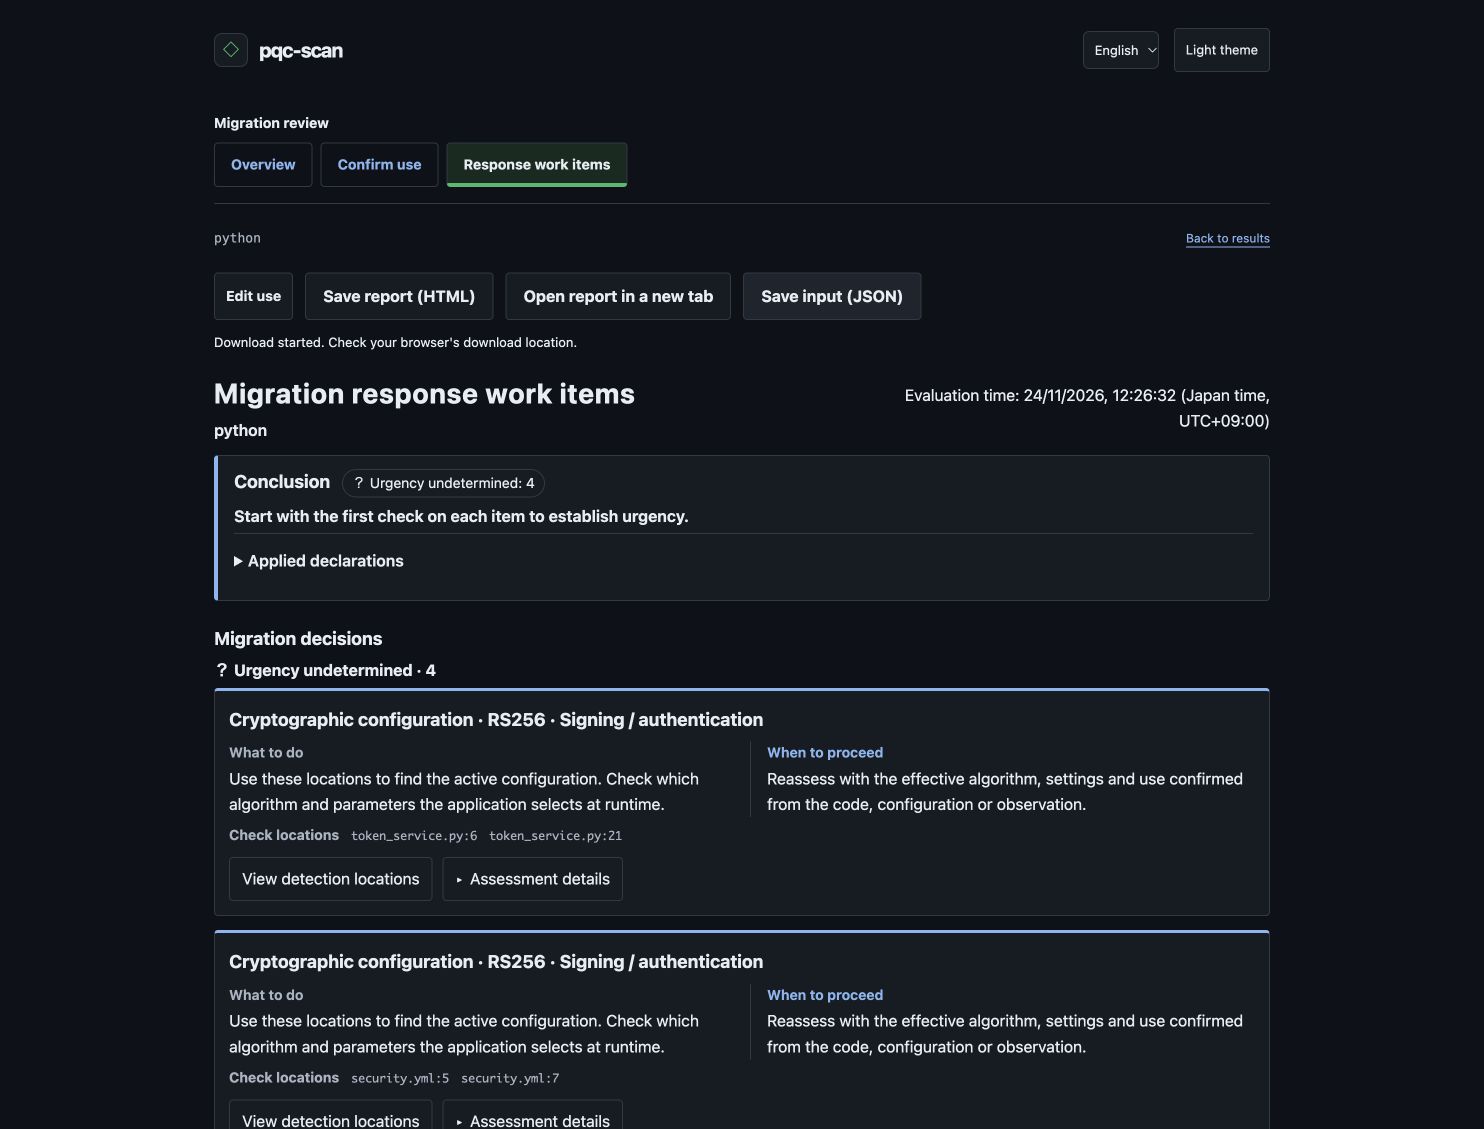 pqc-scan
English
Light theme
Migration review
Overview
Confirm use
Response work items
python
Back to results
Edit use
Save report (HTML)
Open report in a new tab
Save input (JSON)
Download started. Check your browser's download location.
Migration response work items
Evaluation time: 24/11/2026, 12:26:32 (Japan time,
UTC+09:00)
python
Conclusion
? Urgency undetermined: 4
Start with the first check on each item to establish urgency.
Applied declarations
Migration decisions
? Urgency undetermined · 4
Cryptographic configuration · RS256 · Signing / authentication
What to do
Use these locations to find the active configuration. Check which
algorithm and parameters the application selects at runtime.
When to proceed
Reassess with the effective algorithm, settings and use confirmed
from the code, configuration or observation.
Check locations token_service.py:6 token_service.py:21
View detection locations
Assessment details
Cryptographic configuration · RS256 · Signing / authentication
What to do
Use these locations to find the active configuration. Check which
algorithm and parameters the application selects at runtime.
When to proceed
Reassess with the effective algorithm, settings and use confirmed
from the code, configuration or observation.
Check locations security.yml:5 security.yml:7
View detection locations
Assessment details